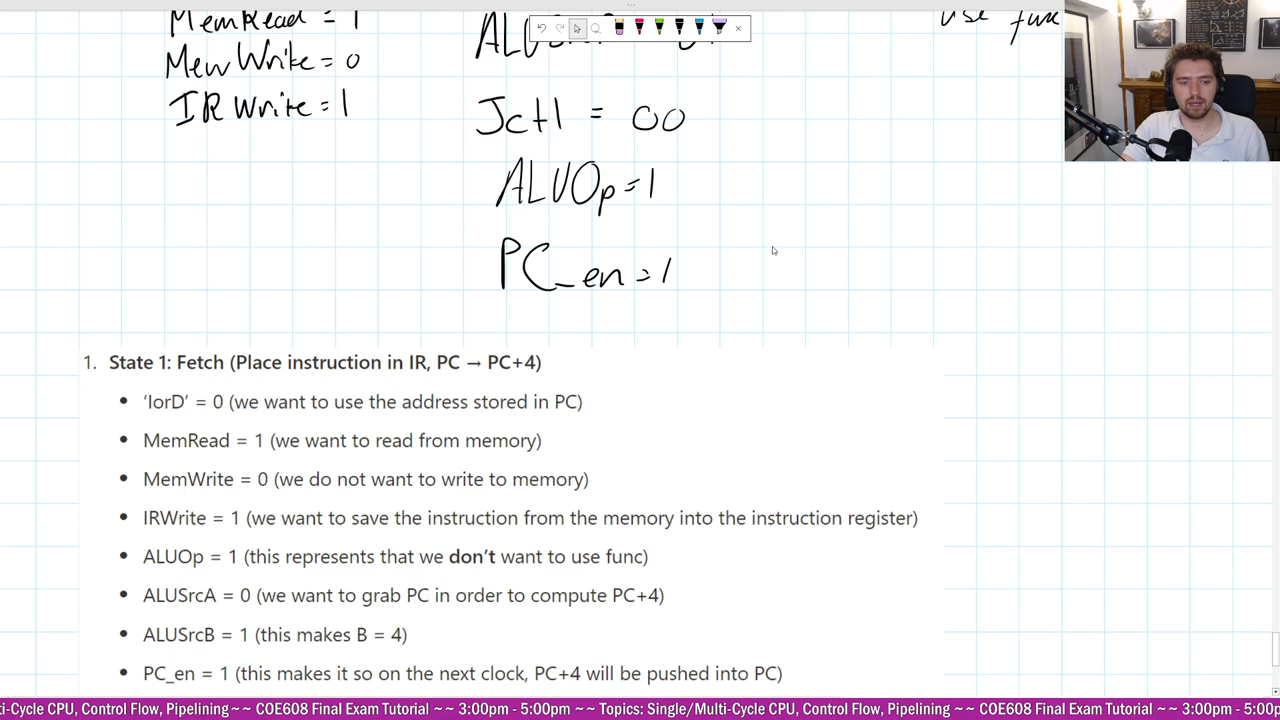 MemRead = 1
MemWrite = 0
IRWrite = 1
Jctl = 00
ALUOp = 1
PC_en = 1
use func
1. State 1: Fetch (Place instruction in IR, PC → PC+4)
• ‘IorD’ = 0 (we want to use the address stored in PC)
• MemRead = 1 (we want to read from memory)
• MemWrite = 0 (we do not want to write to memory)
• IRWrite = 1 (we want to save the instruction from the memory into the instruction register)
• ALUOp = 1 (this represents that we don’t want to use func)
• ALUSrcA = 0 (we want to grab PC in order to compute PC+4)
• ALUSrcB = 1 (this makes B = 4)
• PC_en = 1 (this makes it so on the next clock, PC+4 will be pushed into PC)
ti-Cycle CPU, Control Flow, Pipelining ~~ COE608 Final Exam Tutorial ~~ 3:00pm - 5:00pm ~~ Topics: Single/Multi-Cycle CPU, Control Flow, Pipelining ~~ COE608 Final Exam Tutorial ~~ 3:00pm - 5:00p